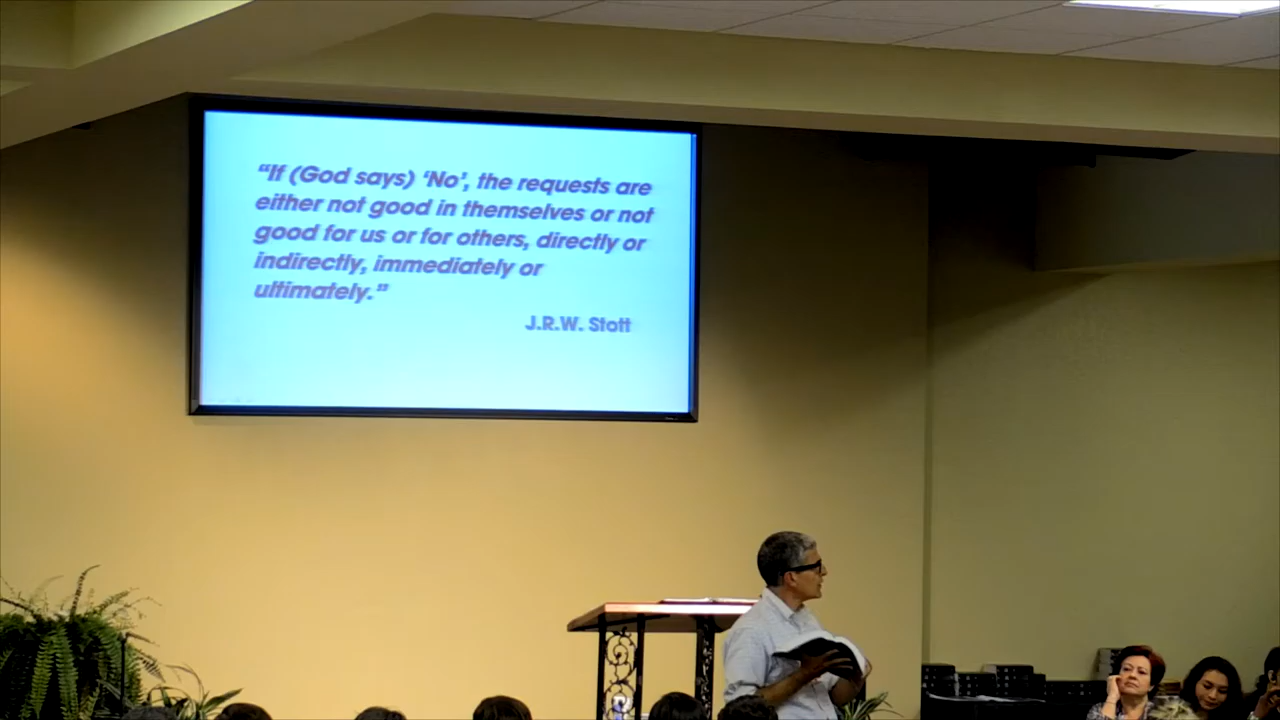 “If (God says) ‘No’, the requests are
either not good in themselves or not
good for us or for others, directly or
indirectly, immediately or
ultimately.”
J.R.W. Stott